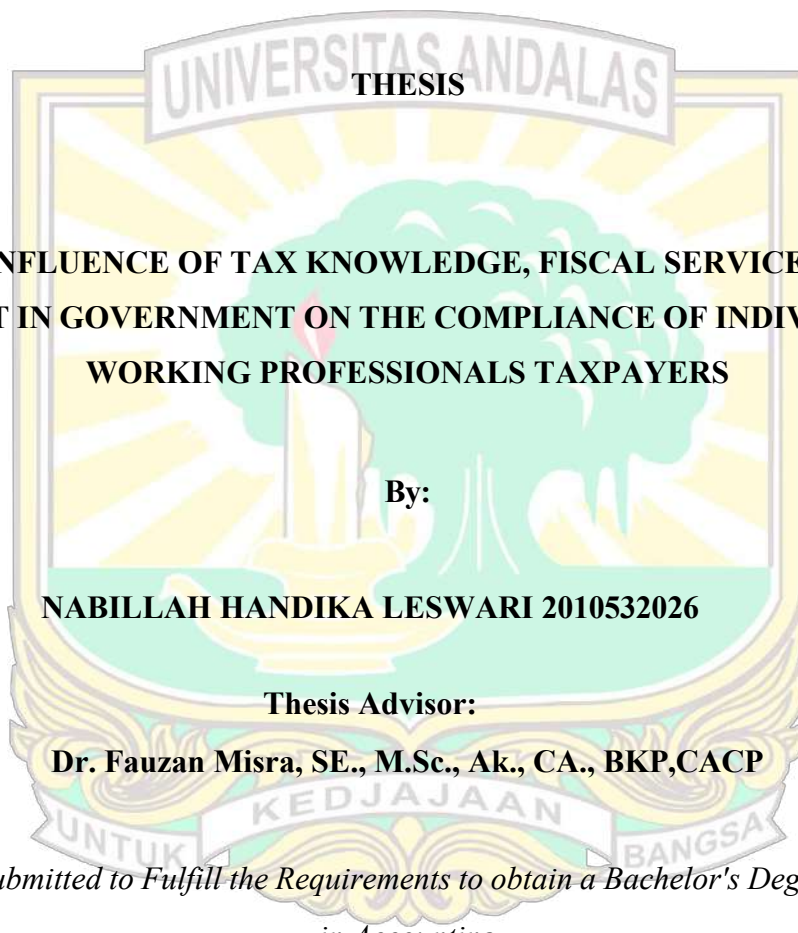 UNIVERSITAS ANDALAS
THESIS
NFLUENCE OF TAX KNOWLEDGE, FISCAL SERVICE
T IN GOVERNMENT ON THE COMPLIANCE OF INDIV
WORKING PROFESSIONALS TAXPAYERS
By:
NABILLAH HANDIKA LESWARI 2010532026
Thesis Advisor:
Dr. Fauzan Misra, SE., M.Sc., Ak., CA., BKP,CACP
UNTUK KEDJAJAAN BANGSA
ubmitted to Fulfill the Requirements to obtain a Bachelor's Deg
in Accounting